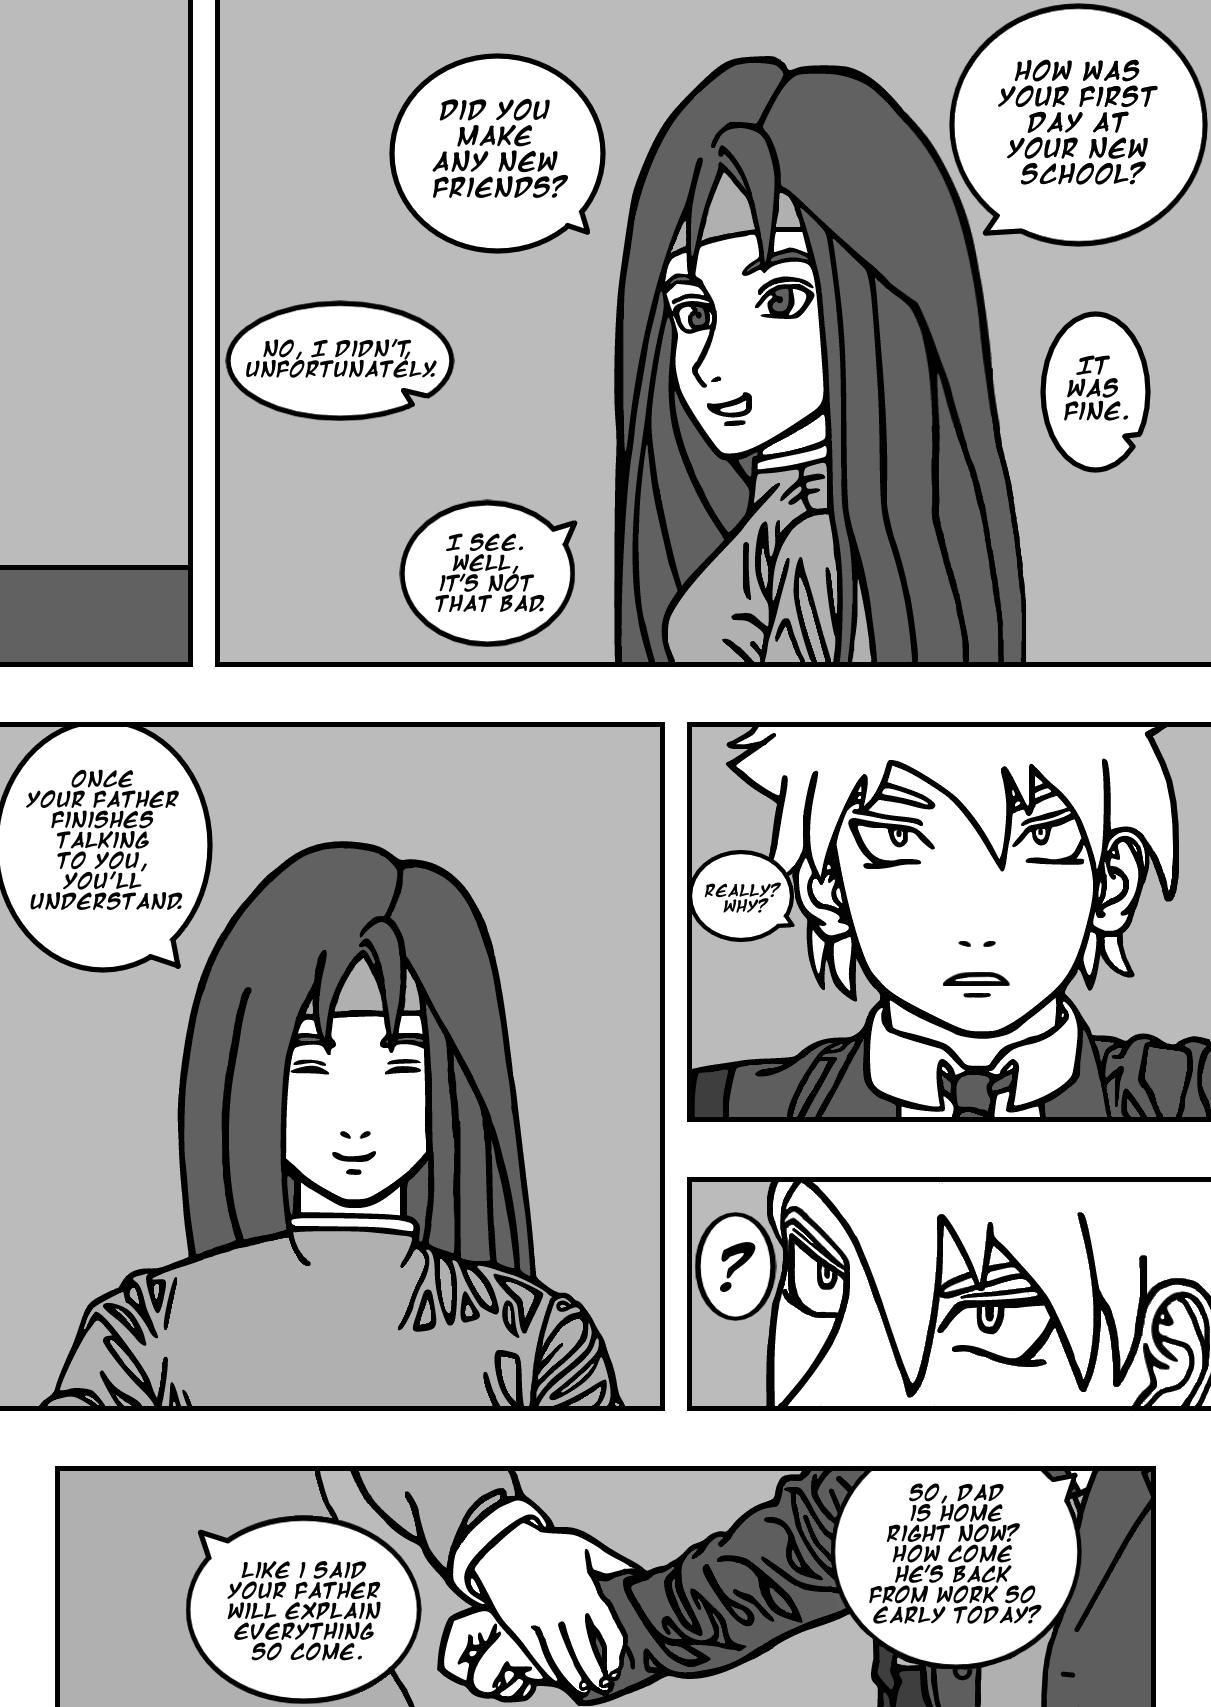 HOW WAS
YOUR FIRST
DAY AT
YOUR NEW
SCHOOL?
IT
WAS
FINE.
DID YOU
MAKE
ANY NEW
FRIENDS?
NO, I DIDN'T,
UNFORTUNATELY.
I SEE.
WELL,
IT'S NOT
THAT BAD.
REALLY?
WHY?
?
ONCE
YOUR FATHER
FINISHES
TALKING
TO YOU,
YOU'LL
UNDERSTAND.
SO, DAD
IS HOME
RIGHT NOW?
HOW COME
HE'S BACK
FROM WORK SO
EARLY TODAY?
LIKE I SAID
YOUR FATHER
WILL EXPLAIN
EVERYTHING
SO COME.